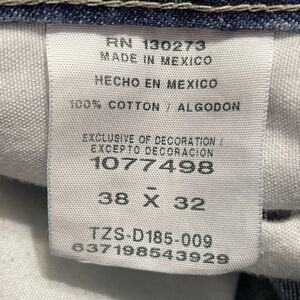 RN 130273
MADE IN MEXICO
HECHO EN MEXICO
100% COTTON / ALGODON
EXCLUSIVE OF DECORATION /
EXCEPTO DECORACION
1077498
-
38 X 32
TZS-D185-009
637198543929